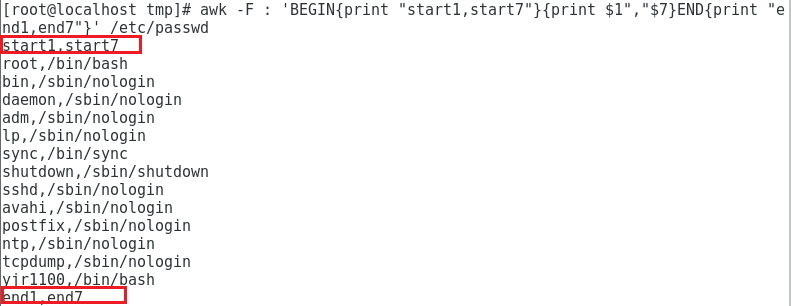 [root@localhost tmp]# awk -F : 'BEGIN{print "start1,start7"}{print $1","$7}END{print "e
nd1,end7"}' /etc/passwd
start1,start7
root,/bin/bash
bin,/sbin/nologin
daemon,/sbin/nologin
adm,/sbin/nologin
lp,/sbin/nologin
sync,/bin/sync
shutdown,/sbin/shutdown
sshd,/sbin/nologin
avahi,/sbin/nologin
postfix,/sbin/nologin
ntp,/sbin/nologin
tcpdump,/sbin/nologin
yjr1100,/bin/bash
end1,end7